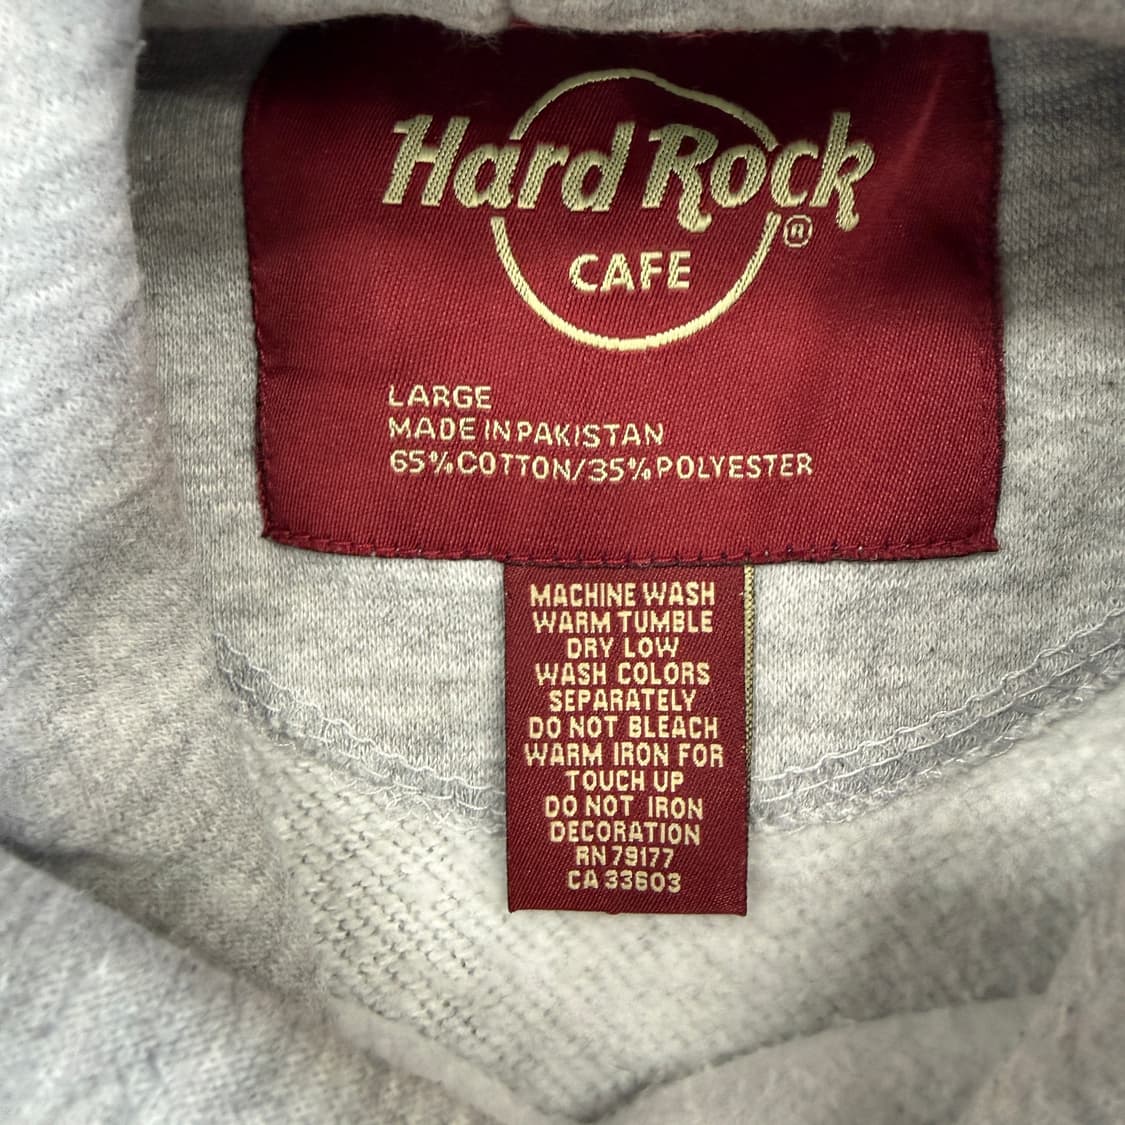 Hard Rock
®
CAFE
LARGE
MADE IN PAKISTAN
65% COTTON/35% POLYESTER
MACHINE WASH
WARM TUMBLE
DRY LOW
WASH COLORS
SEPARATELY
DO NOT BLEACH
WARM IRON FOR
TOUCH UP
DO NOT IRON
DECORATION
RN 79177
CA 33603